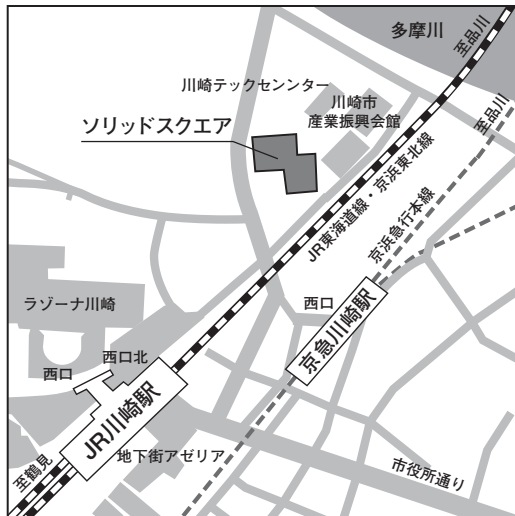 多摩川
至品川
川崎テックセンンター
川崎市
産業振興会館
至品川
ソリッドスクエア
JR東海道線・京浜東北線
京浜急行本線
ラゾーナ川崎
西口
京急川崎駅
西口北
西口
JR川崎駅
地下街アゼリア
市役所通り
至鶴見